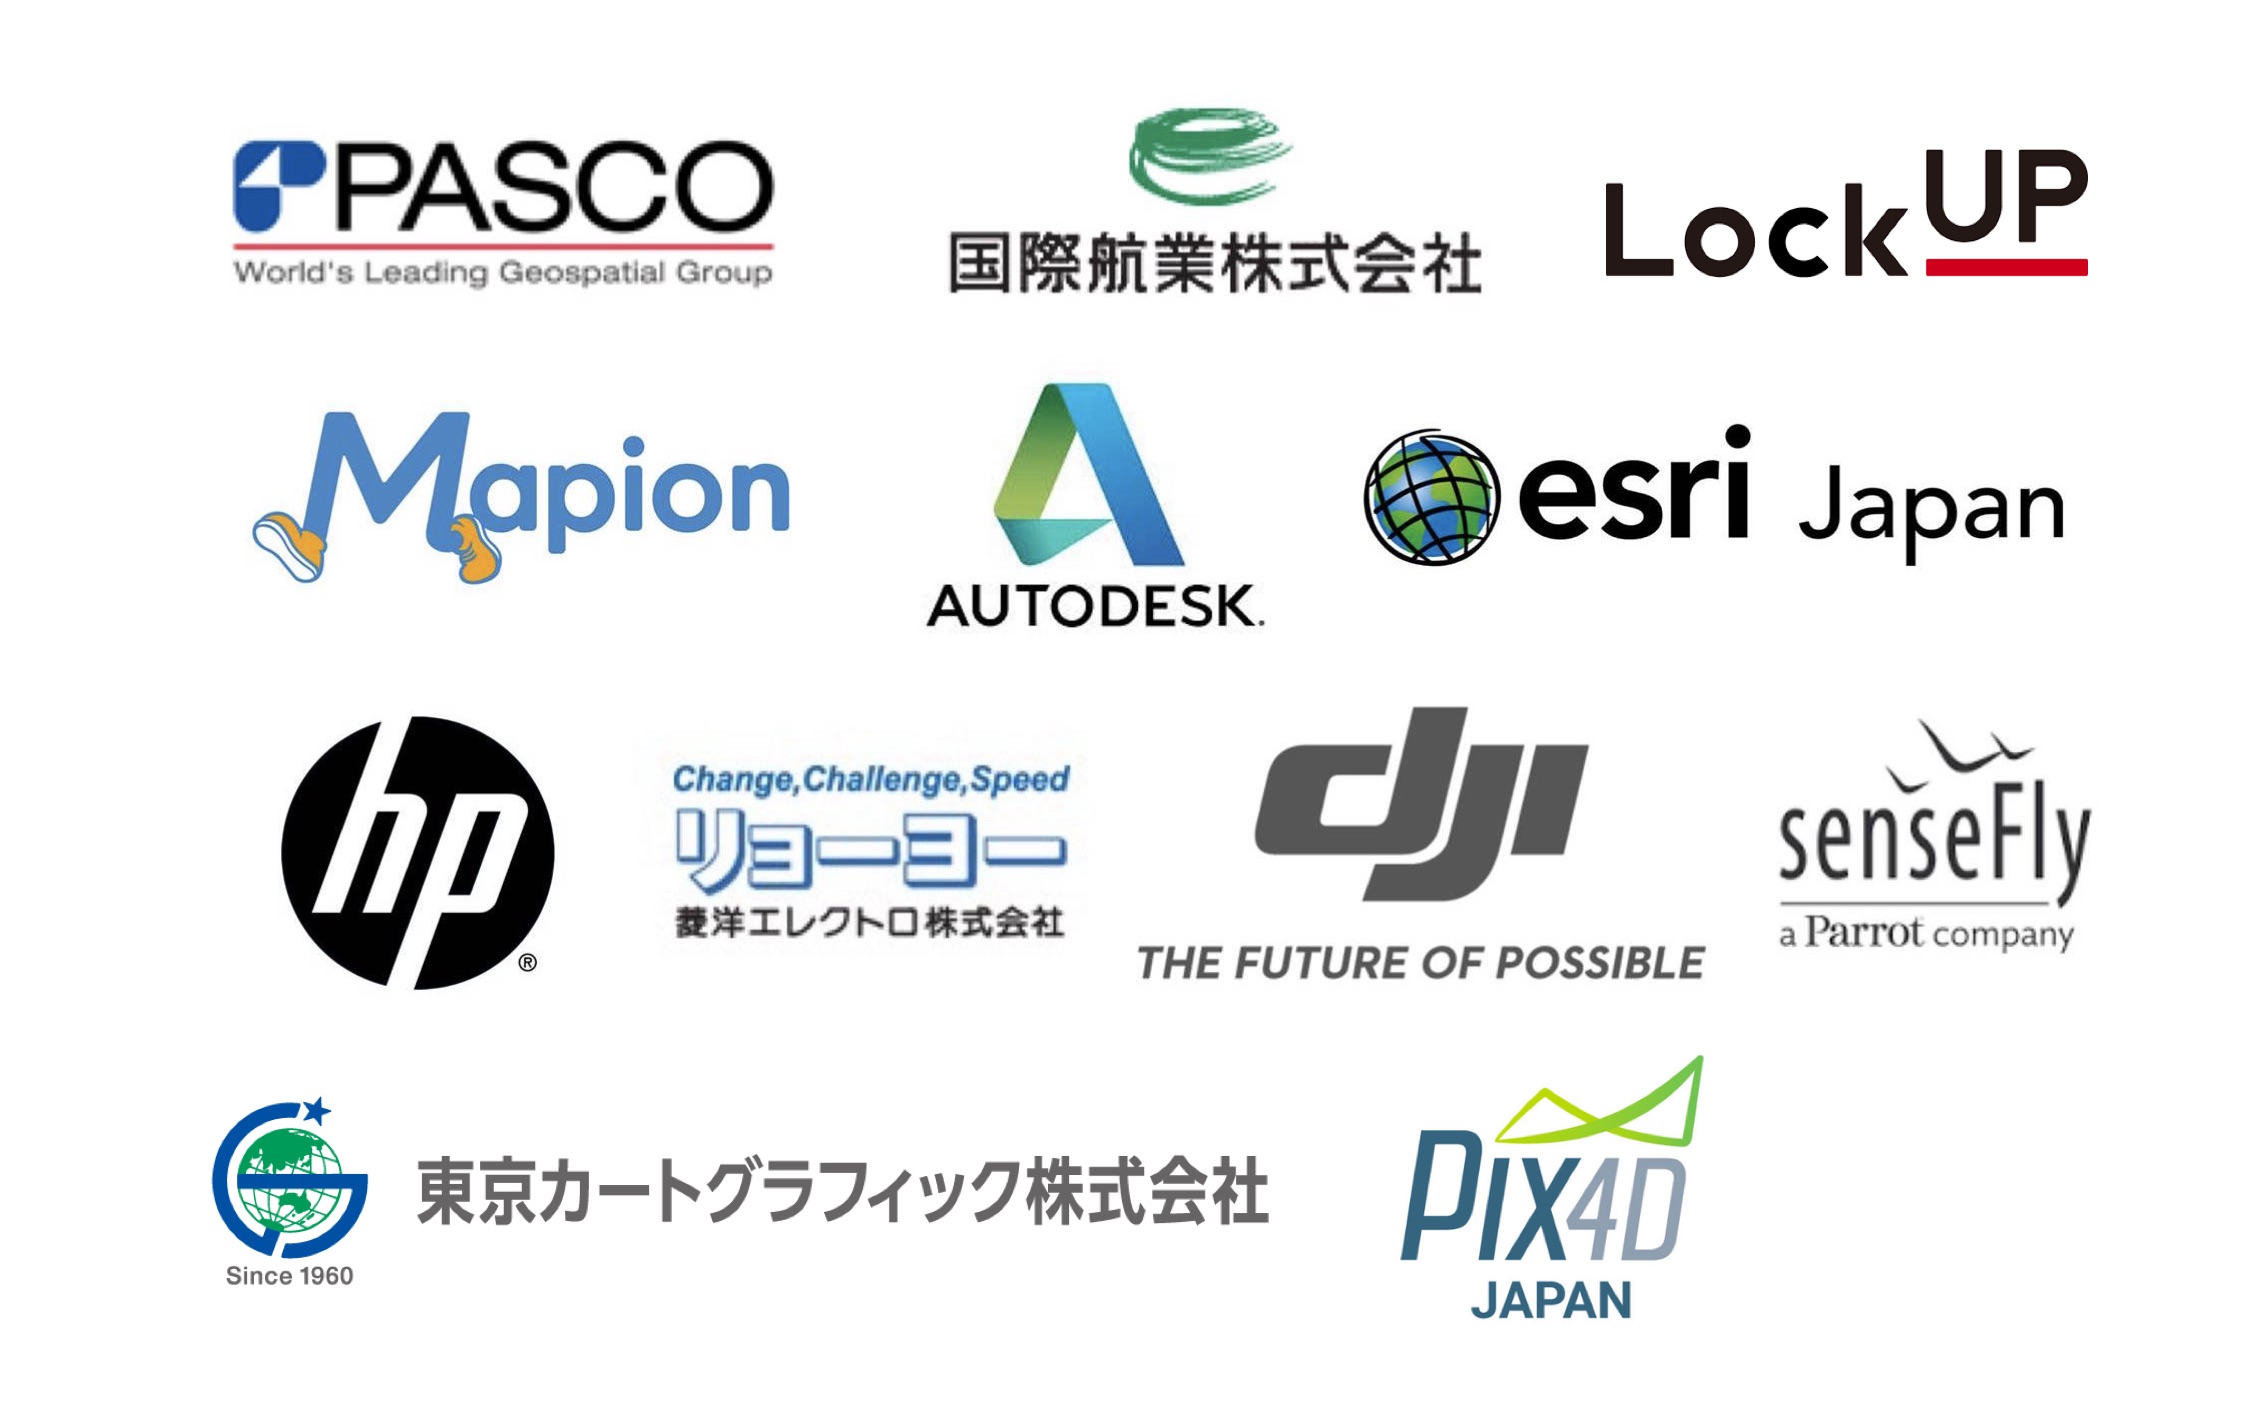 PASCO
World's Leading Geospatial Group
国際航業株式会社
LockUP
Mapion
AUTODESK.
esri Japan
hp®
Change,Challenge,Speed
リョーヨー
菱洋エレクトロ株式会社
dji
THE FUTURE OF POSSIBLE
senseFly
a Parrot company
Since 1960
東京カートグラフィック株式会社
PIX4D
JAPAN